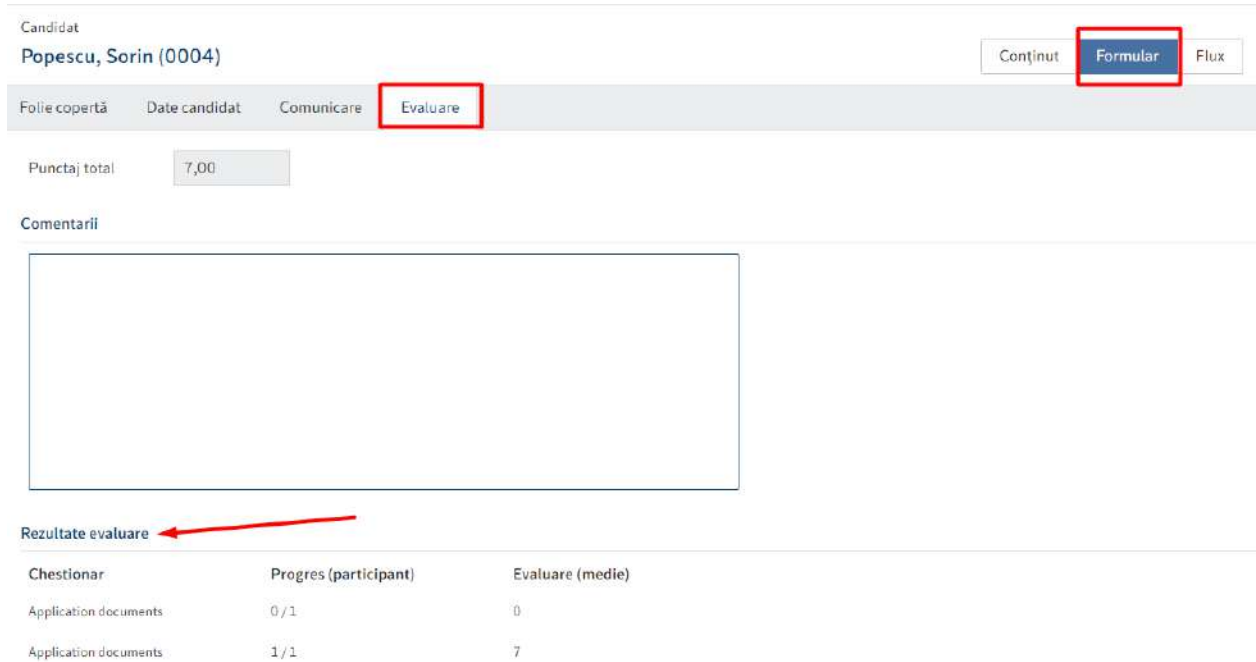 Candidat
Popescu, Sorin (0004)
Conținut Formular Flux
Folie copertă Date candidat Comunicare Evaluare
Punctaj total 7,00
Comentarii
Rezultate evaluare
Chestionar Progres (participant) Evaluare (medie)
Application documents 0 / 1 0
Application documents 1 / 1 7